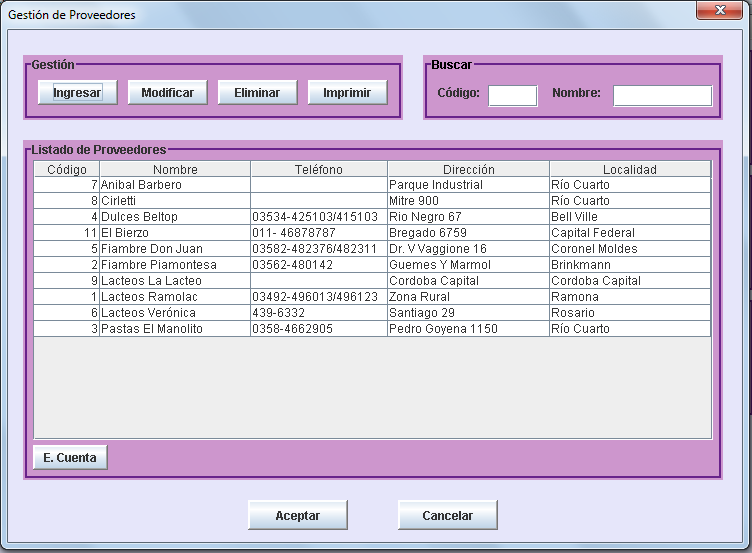 Gestión de Proveedores
Gestión
Ingresar Modificar Eliminar Imprimir
Buscar
Código: Nombre:
Listado de Proveedores
Código Nombre Teléfono Dirección Localidad
7 Anibal Barbero Parque Industrial Río Cuarto
8 Cirletti Mitre 900 Río Cuarto
4 Dulces Beltop 03534-425103/415103 Rio Negro 67 Bell Ville
11 El Bierzo 011- 46878787 Bregado 6759 Capital Federal
5 Fiambre Don Juan 03582-482376/482311 Dr. V Vaggione 16 Coronel Moldes
2 Fiambre Piamontesa 03562-480142 Guemes Y Marmol Brinkmann
9 Lacteos La Lacteo Cordoba Capital Cordoba Capital
1 Lacteos Ramolac 03492-496013/496123 Zona Rural Ramona
6 Lacteos Verónica 439-6332 Santiago 29 Rosario
3 Pastas El Manolito 0358-4662905 Pedro Goyena 1150 Río Cuarto
E. Cuenta
Aceptar Cancelar